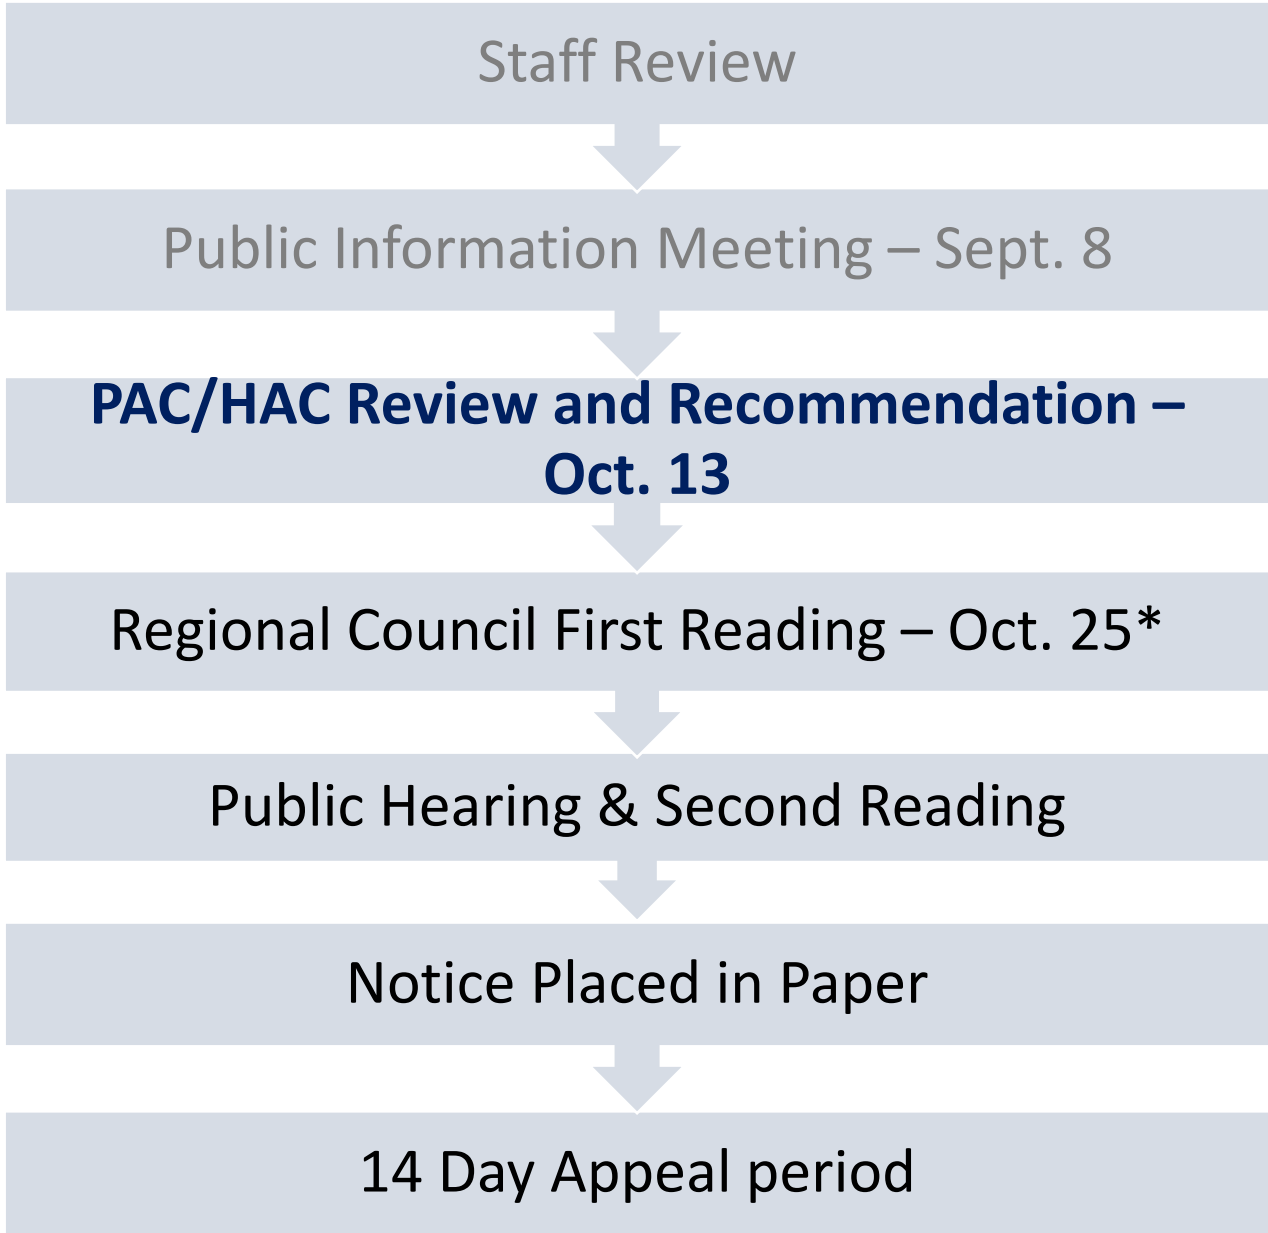 Staff Review
Public Information Meeting – Sept. 8
PAC/HAC Review and Recommendation –
Oct. 13
Regional Council First Reading – Oct. 25*
Public Hearing & Second Reading
Notice Placed in Paper
14 Day Appeal period